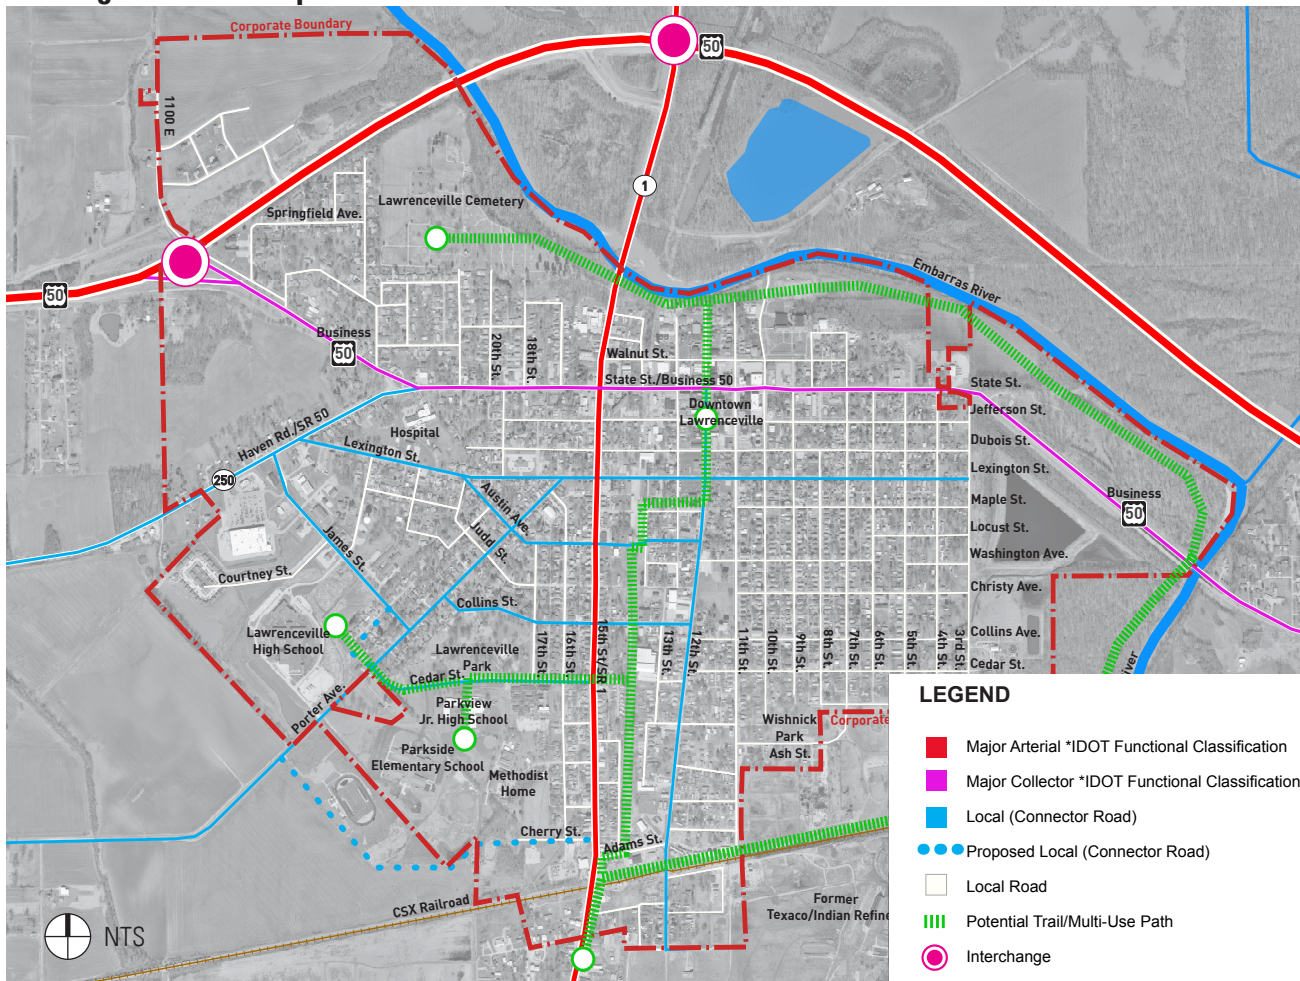 Corporate Boundary
50
1100 E
1
Lawrenceville Cemetery
Springfield Ave.
Embarras River
50
Business
50
20th St.
18th St.
Walnut St.
State St./Business 50
State St.
Downtown
Lawrenceville
Jefferson St.
Haven Rd./SR 50
Hospital
Dubois St.
Lexington St.
Lexington St.
250
Austin Ave.
Maple St.
Business
50
Judd St.
Locust St.
James St.
Washington Ave.
Courtney St.
Christy Ave.
Collins St.
Lawrenceville
High School
Collins Ave.
17th St.
16th St.
15th St/SR 1
13th St.
12th St.
11th St.
10th St.
9th St.
8th St.
7th St.
6th St.
5th St.
4th St.
3rd St.
Lawrenceville
Park
Cedar St.
Cedar St.
Porter Ave.
Parkview
Jr. High School
Parkside
Elementary School
Wishnick
Park
Ash St.
Corporate
Methodist
Home
Cherry St.
Adams St.
CSX Railroad
Former
Texaco/Indian Refine
NTS
LEGEND
Major Arterial *IDOT Functional Classification
Major Collector *IDOT Functional Classification
Local (Connector Road)
Proposed Local (Connector Road)
Local Road
Potential Trail/Multi-Use Path
Interchange